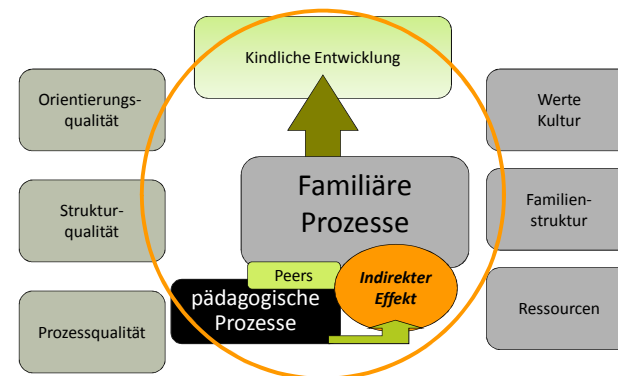 Kindliche Entwicklung
Orientierungs-
qualität
Werte
Kultur
Familiäre
Prozesse
Struktur-
qualität
Familien-
struktur
Peers
Indirekter
Effekt
pädagogische
Prozesse
Prozessqualität
Ressourcen